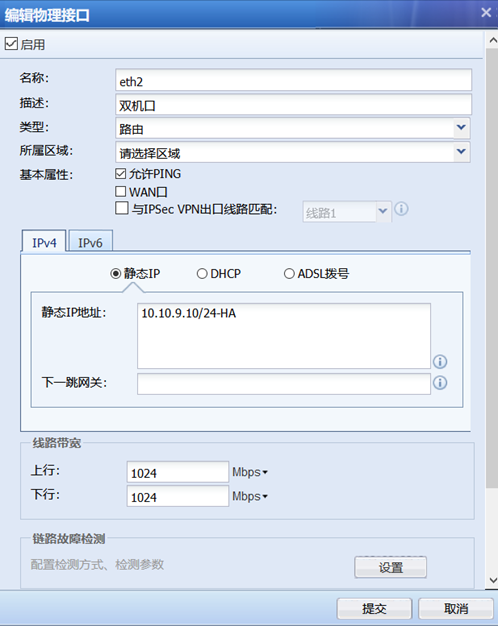 编辑物理接口
启用
名称： eth2
描述： 双机口
类型： 路由
所属区域： 请选择区域
基本属性： 允许PING
WAN口
与IPSec VPN出口线路匹配： 线路1
IPv4 IPv6
静态IP DHCP ADSL拨号
静态IP地址： 10.10.9.10/24-HA
下一跳网关：
线路带宽
上行： 1024 Mbps
下行： 1024 Mbps
链路故障检测
配置检测方式、检测参数 设置
提交 取消